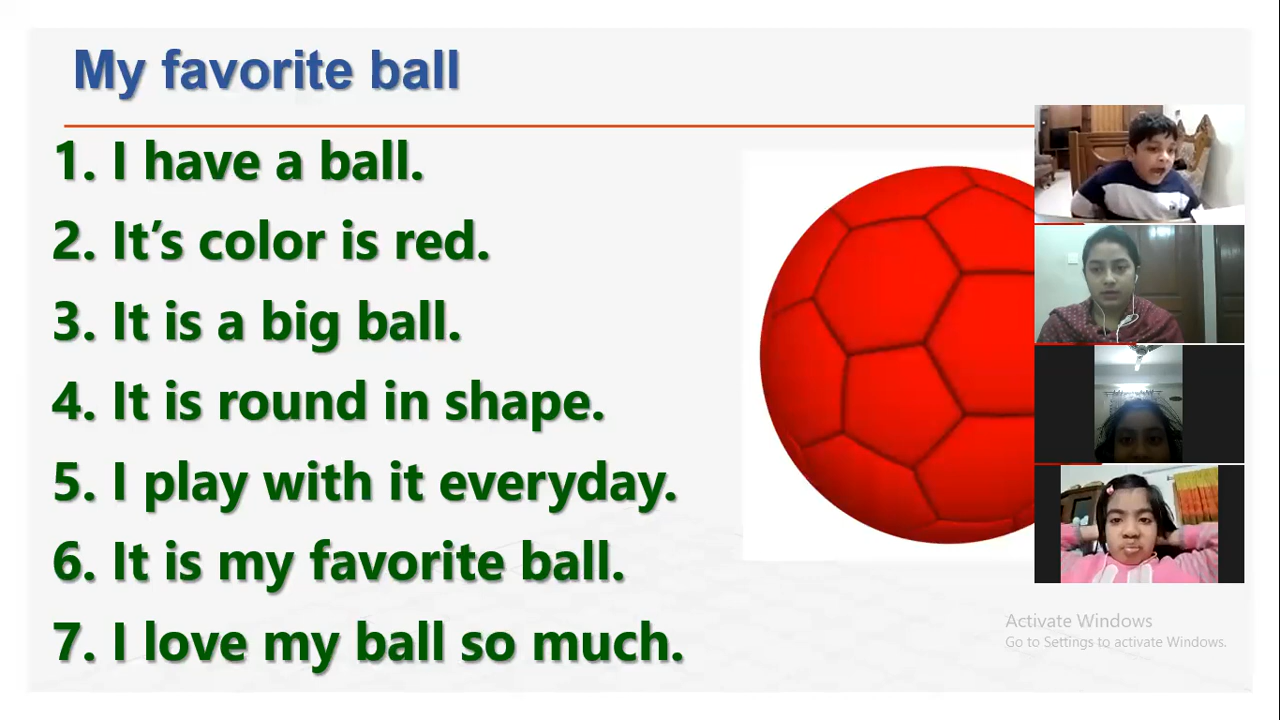 My favorite ball
1. I have a ball.
2. It’s color is red.
3. It is a big ball.
4. It is round in shape.
5. I play with it everyday.
6. It is my favorite ball.
7. I love my ball so much.
Activate Windows
Go to Settings to activate Windows.